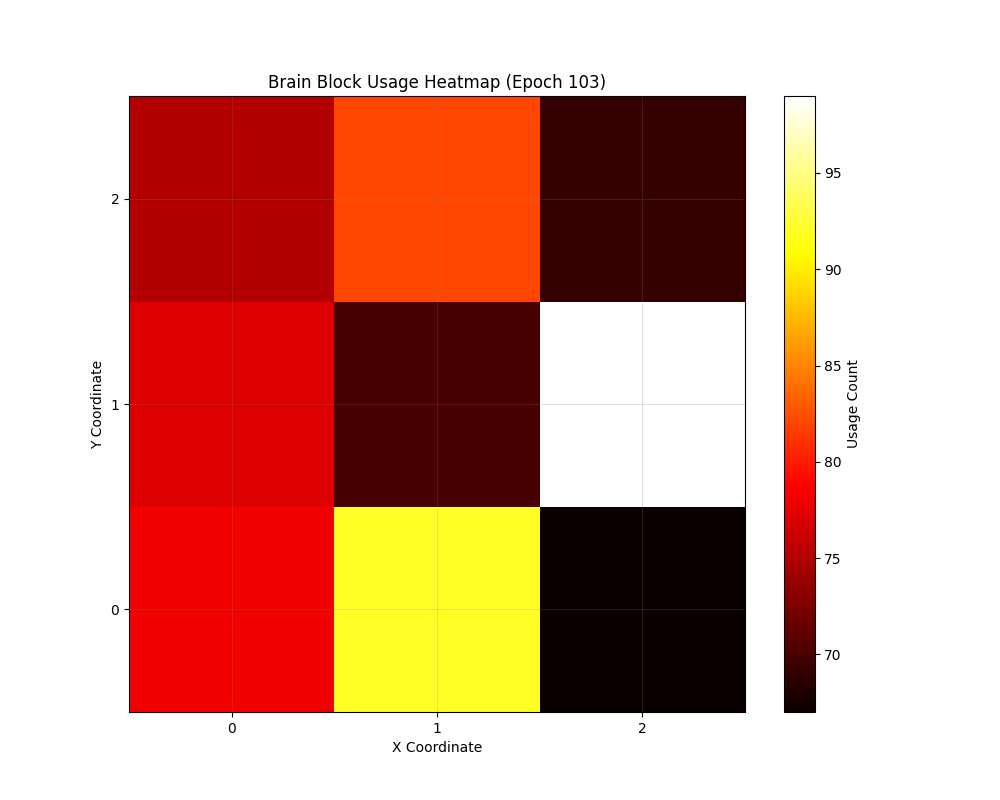 Brain Block Usage Heatmap (Epoch 103)
2
1
0
Y Coordinate
0 1 2
X Coordinate
95
90
85
80
75
70
Usage Count